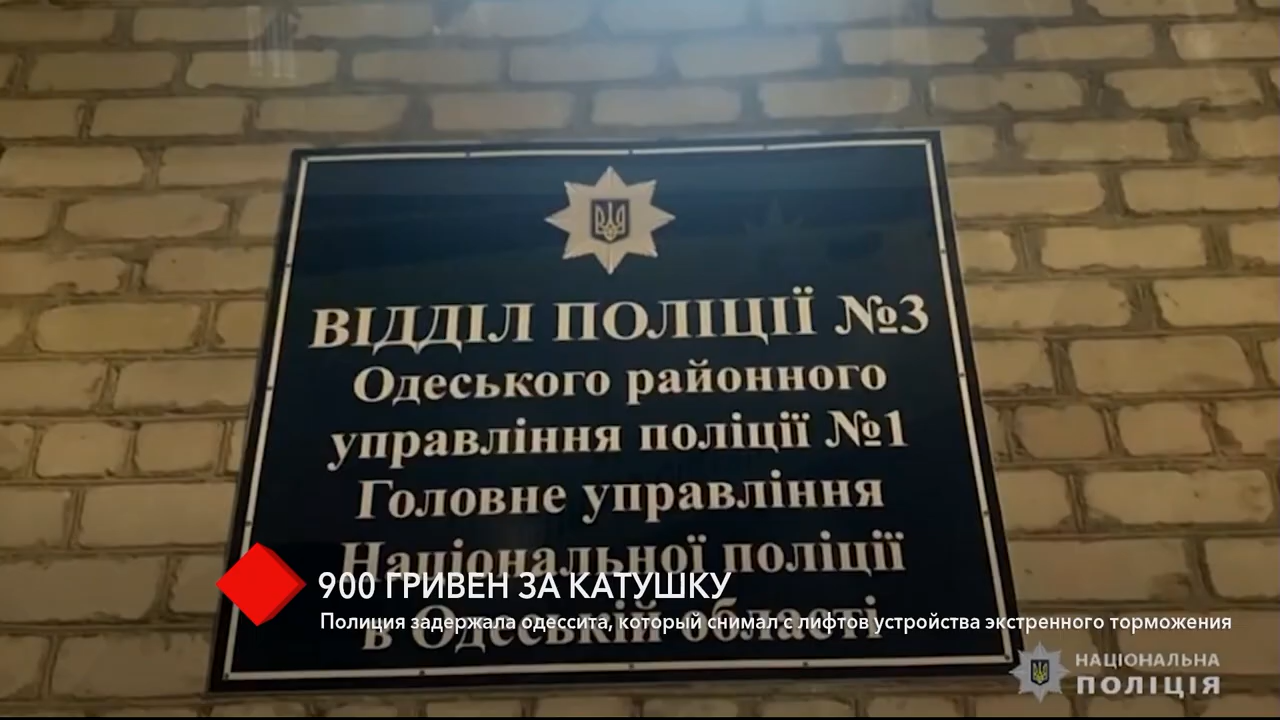 ВІДДІЛ ПОЛІЦІЇ №3
Одеського районного
управління поліції №1
Головне управління
Національної поліції
в Одеській області
900 ГРИВЕН ЗА КАТУШКУ
Полиция задержала одессита, который снимал с лифтов устройства экстренного торможения
НАЦІОНАЛЬНА
ПОЛІЦІЯ